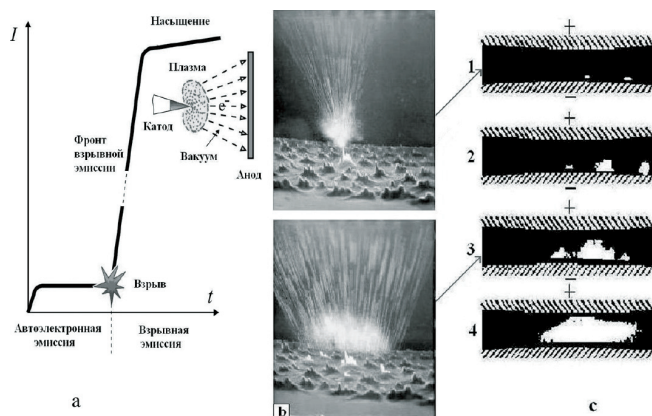 I
Насыщение
Плазма
Катод
e
Вакуум
Анод
Фронт
взрывной
эмиссии
Взрыв
t
Автоэлектронная
эмиссия
Взрывная
эмиссия
a
b
+
1
−
+
2
−
+
3
−
+
4
c